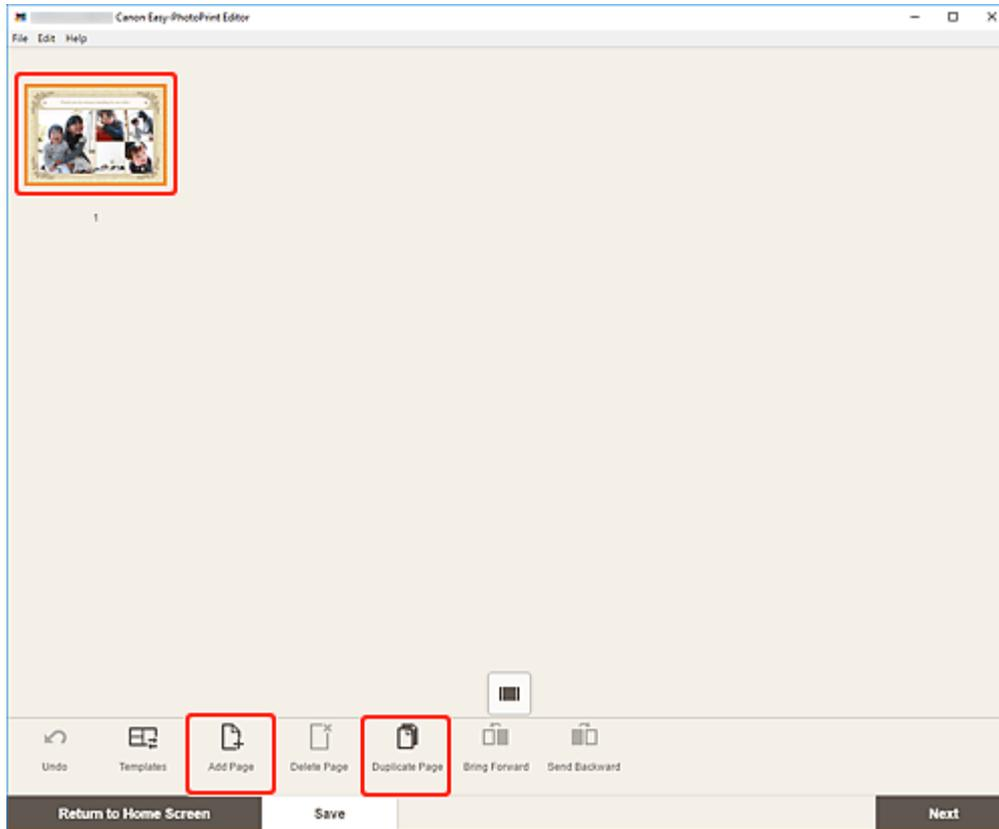 Canon Easy-PhotoPrint Editor
File Edit Help
1
Undo Templates Add Page Delete Page Duplicate Page Bring Forward Send Backward
Return to Home Screen Save Next